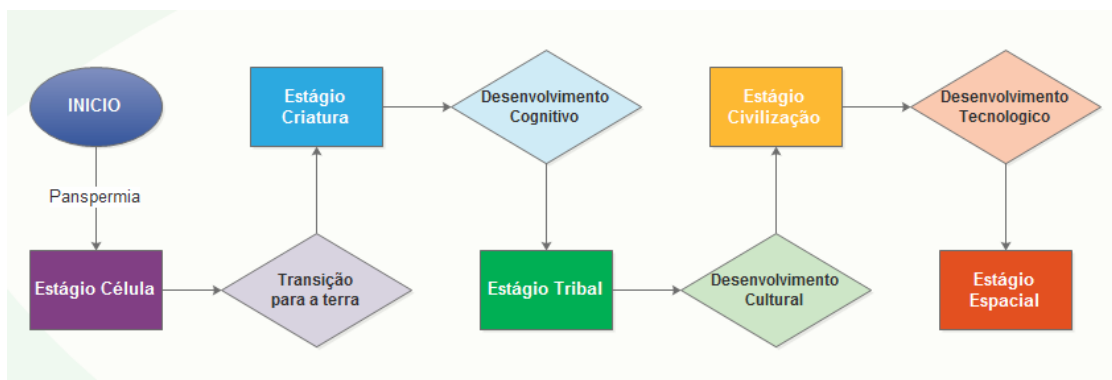 INICIO
Panspermia
Estágio Célula
Transição
para a terra
Estágio
Criatura
Desenvolvimento
Cognitivo
Estágio Tribal
Desenvolvimento
Cultural
Estágio
Civilização
Desenvolvimento
Tecnologico
Estágio
Espacial